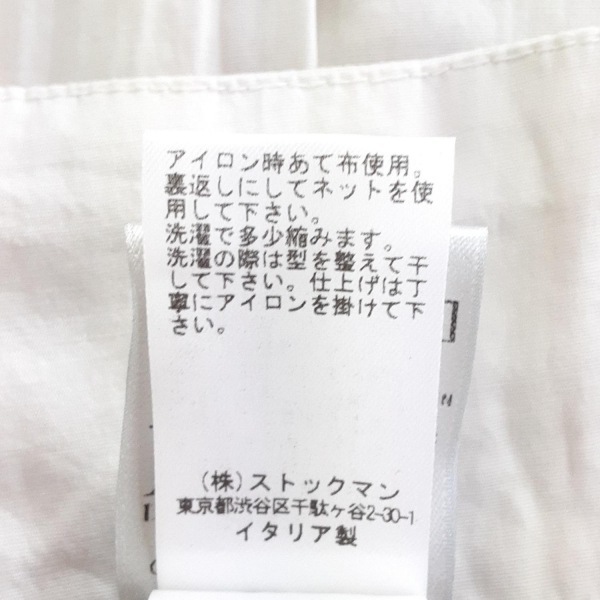 アイロン時あて布使用。
裏返しにしてネットを使
用して下さい。
洗濯で多少縮みます。
洗濯の際は型を整えて干
して下さい。仕上げは丁
寧にアイロンを掛けて下
さい。
(株)ストックマン
東京都渋谷区千駄ヶ谷2-30-1
イタリア製